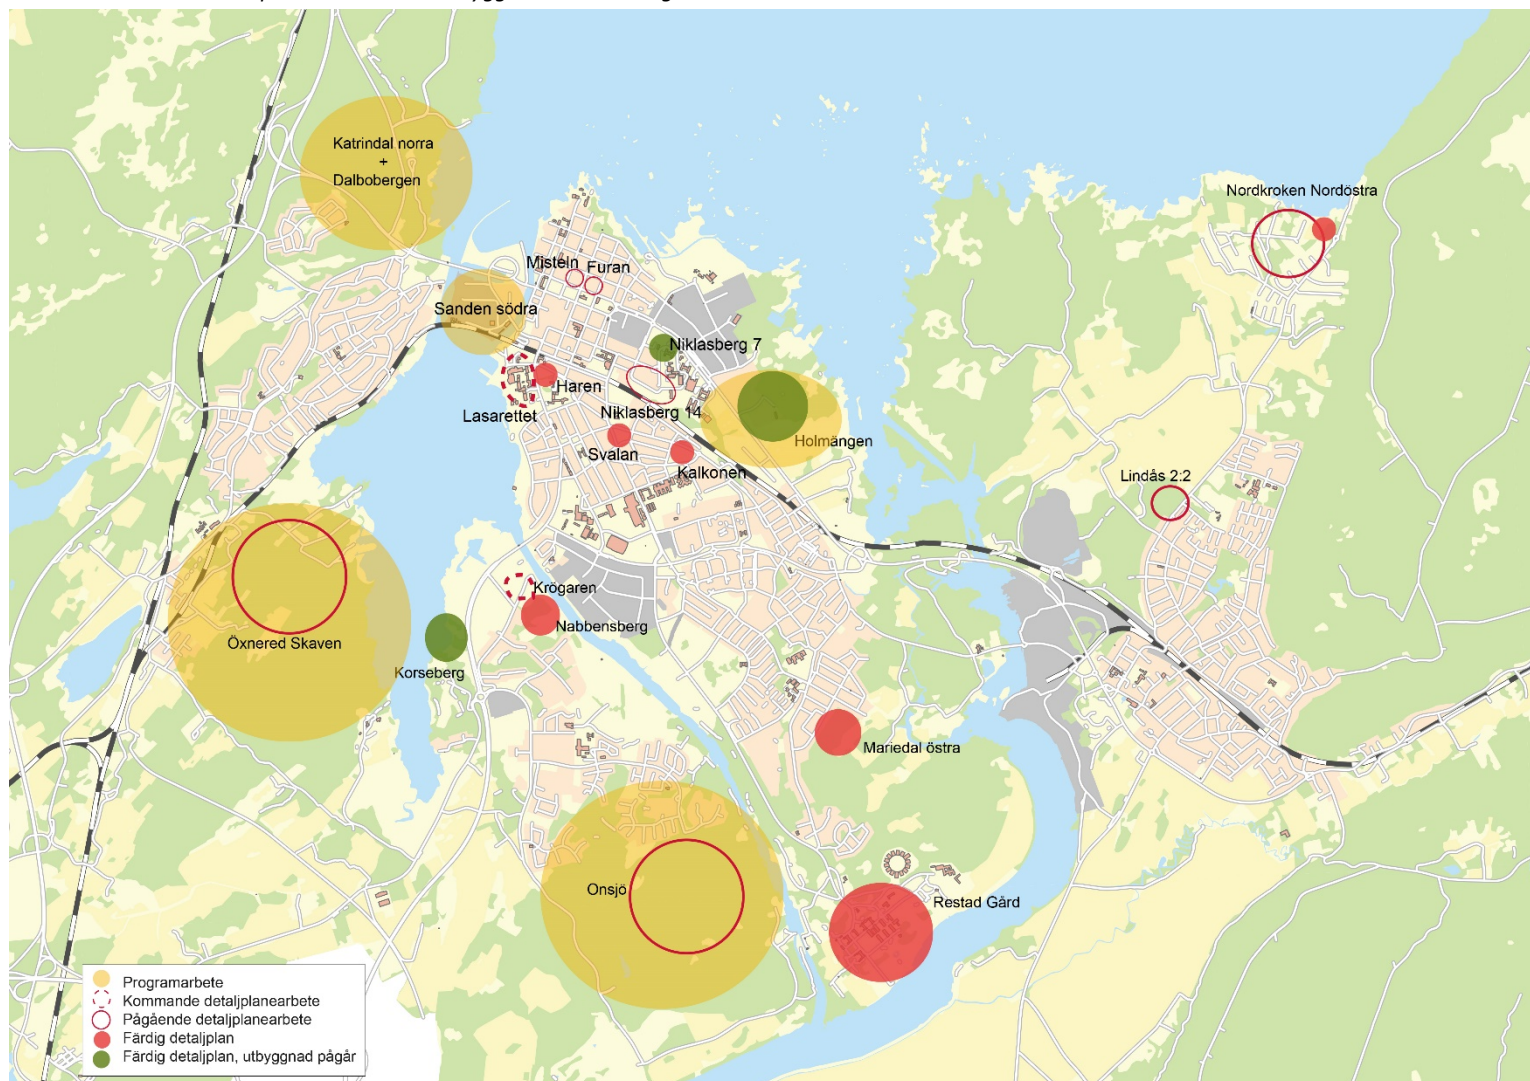 Katrindal norra
+
Dalbobergen
Nordkroken Nordöstra
Misteln
Furan
Sanden södra
Niklasberg 7
Haren
Lasarettet
Niklasberg 14
Holmängen
Svalan
Kalkonen
Lindås 2:2
Krögaren
Nabbensberg
Öxnered Skaven
Korseberg
Mariedal östra
Onsjö
Restad Gård
Programarbete
Kommande detaljplanearbete
Pågående detaljplanearbete
Färdig detaljplan
Färdig detaljplan, utbyggnad pågår